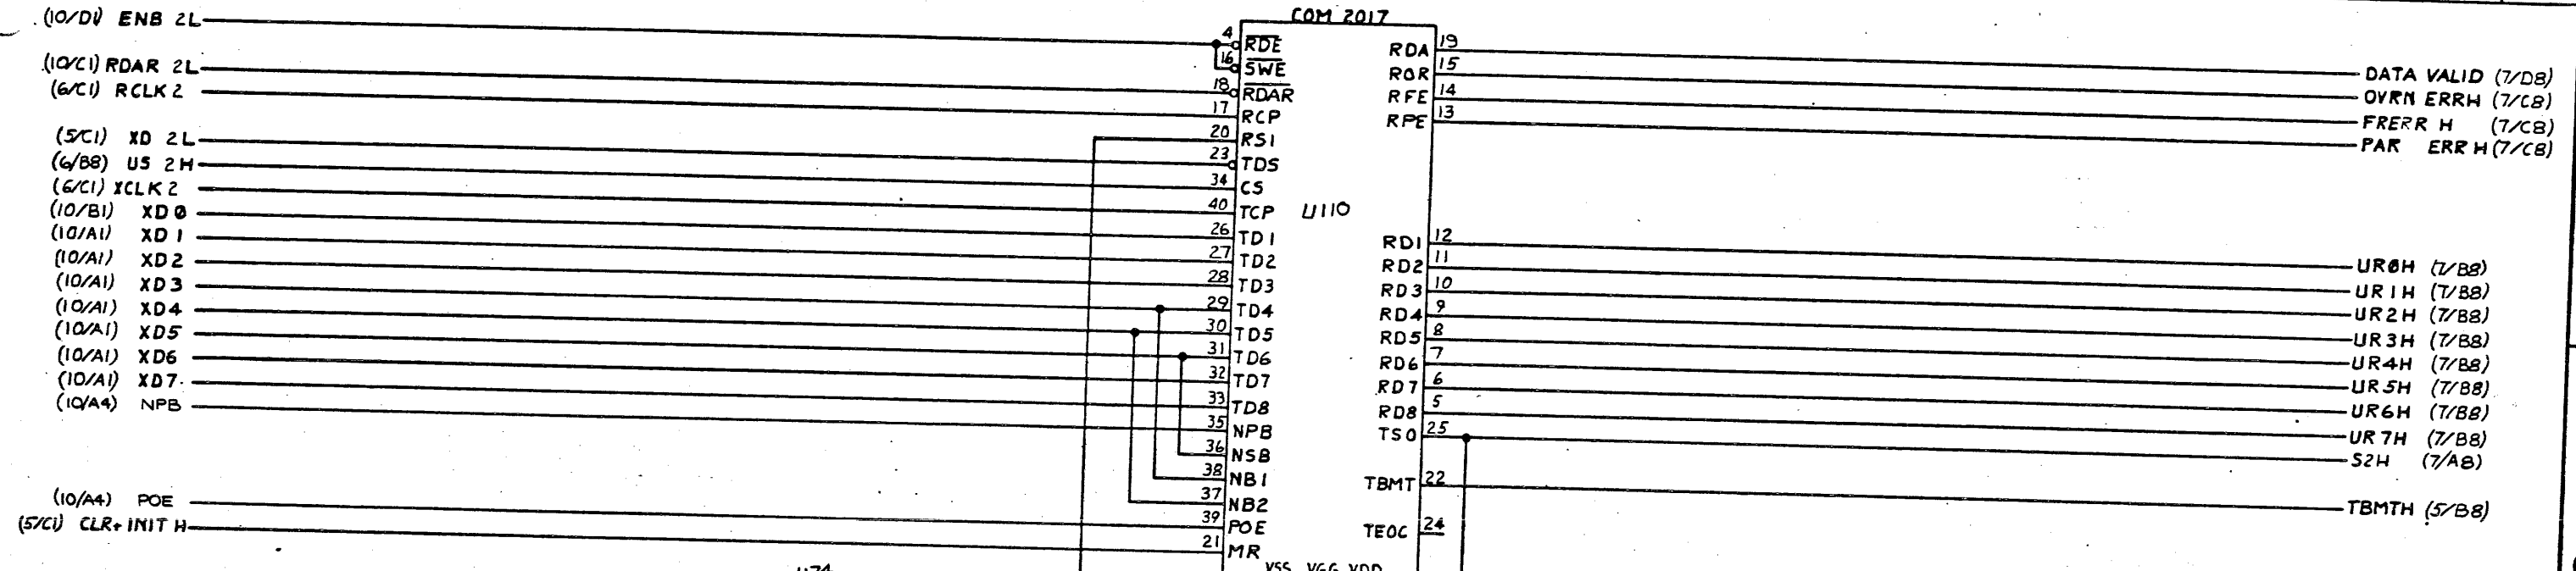 COM 2017
(10/D1) ENB 2L
(10/C1) RDAR 2L
(6/C1) RCLK 2
(5/C1) XD 2L
(6/B8) US 2H
(6/C1) XCLK 2
(10/B1) XD0
(10/A1) XD1
(10/A1) XD2
(10/A1) XD3
(10/A1) XD4
(10/A1) XD5
(10/A1) XD6
(10/A1) XD7
(10/A4) NPB
(10/A4) POE
(5/C1) CLR+INIT H
4 RDE
16 SWE
18 RDAR
17 RCP
20 RSI
23 TDS
34 CS
40 TCP
26 TD1
27 TD2
28 TD3
29 TD4
30 TD5
31 TD6
32 TD7
33 TD8
35 NPB
36 NSB
38 NB1
37 NB2
39 POE
21 MR
U110
RDA 19
ROR 15
RFE 14
RPE 13
RD1 12
RD2 11
RD3 10
RD4 9
RD5 8
RD6 7
RD7 6
RD8 5
TSO 25
TBMT 22
TEOC 24
VSS VGG VDD
DATA VALID (7/D8)
OVRN ERRH (7/C8)
FRERR H (7/C8)
PAR ERR H (7/C8)
UR0H (7/B8)
UR1H (7/B8)
UR2H (7/B8)
UR3H (7/B8)
UR4H (7/B8)
UR5H (7/B8)
UR6H (7/B8)
UR7H (7/B8)
S2H (7/A8)
TBMTH (5/B8)